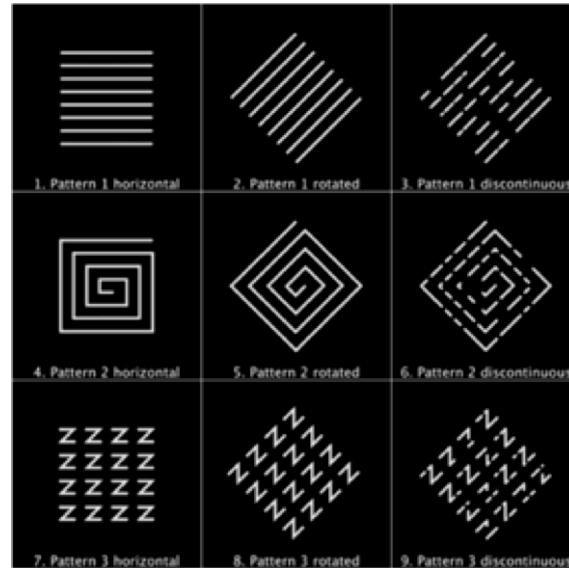 1. Pattern 1 horizontal
2. Pattern 1 rotated
3. Pattern 1 discontinuous
4. Pattern 2 horizontal
5. Pattern 2 rotated
6. Pattern 2 discontinuous
Z Z Z Z
Z Z Z Z
Z Z Z Z
Z Z Z Z
7. Pattern 3 horizontal
8. Pattern 3 rotated
9. Pattern 3 discontinuous